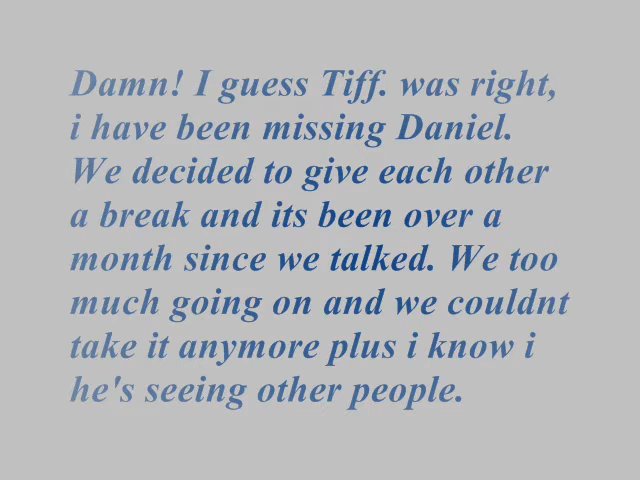 Damn! I guess Tiff. was right,
i have been missing Daniel.
We decided to give each other
a break and its been over a
month since we talked. We too
much going on and we couldnt
take it anymore plus i know i
he's seeing other people.